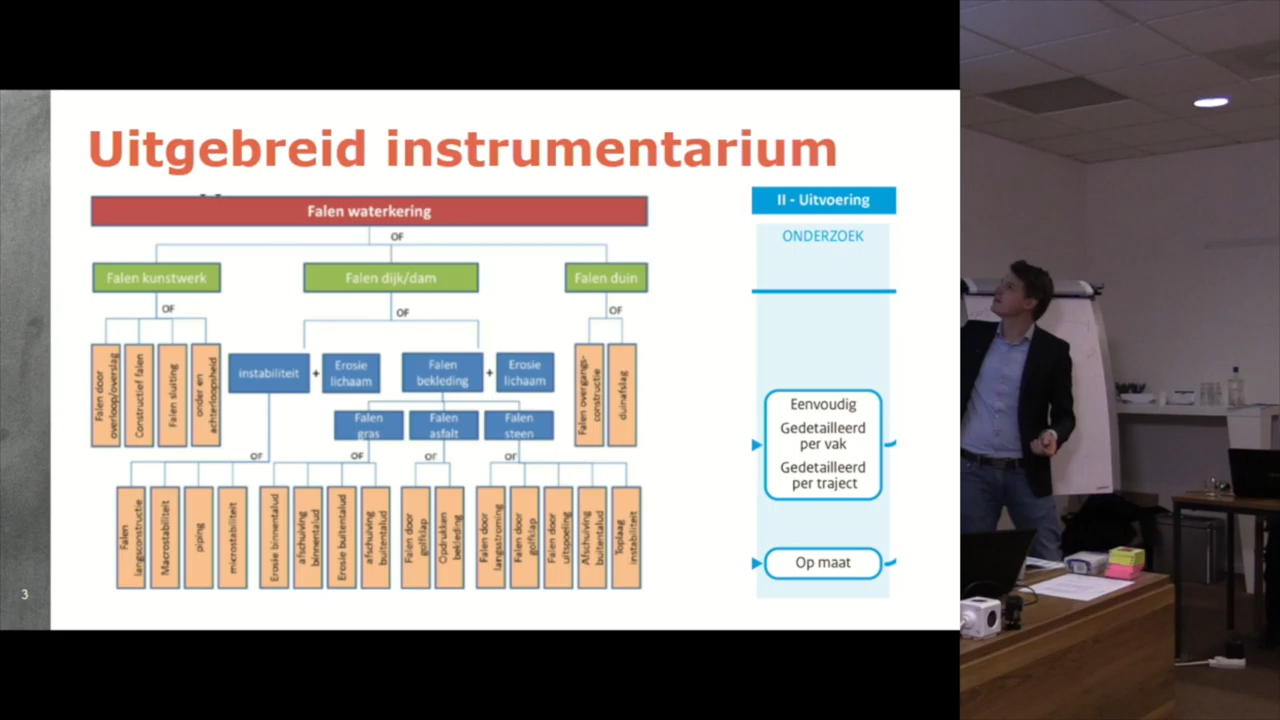 Uitgebreid instrumentarium
Falen waterkering
OF
Falen kunstwerk
Falen dijk/dam
Falen duin
OF
OF
OF
Falen door
overloop/overslag
Constructief falen
Falen sluiting
onder en
achterloopsheid
instabiliteit
+
Erosie
lichaam
Falen
bekleding
+
Erosie
lichaam
Falen overgangs-
constructie
duinafslag
Falen
gras
Falen
asfalt
Falen
steen
OF
OF
OF
OF
Falen
langsconstructie
Macrostabiliteit
piping
microstabiliteit
Erosie binnentalud
afschuiving
binnentalud
Erosie buitentalud
afschuiving
buitentalud
Falen door
golfklap
Opdrukken
bekleding
Falen door
langsstroming
Falen door
golfklap
Falen door
uitspoeling
Afschuiving
buitentalud
Toplaag
instabiliteit
II - Uitvoering
ONDERZOEK
Eenvoudig
Gedetailleerd
per vak
Gedetailleerd
per traject
Op maat
3